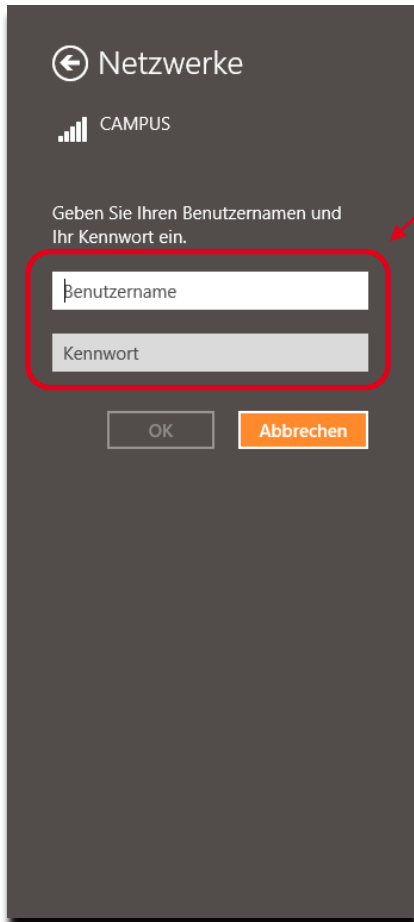 Netzwerke
CAMPUS
Geben Sie Ihren Benutzernamen und
Ihr Kennwort ein.
Benutzername
Kennwort
OK
Abbrechen